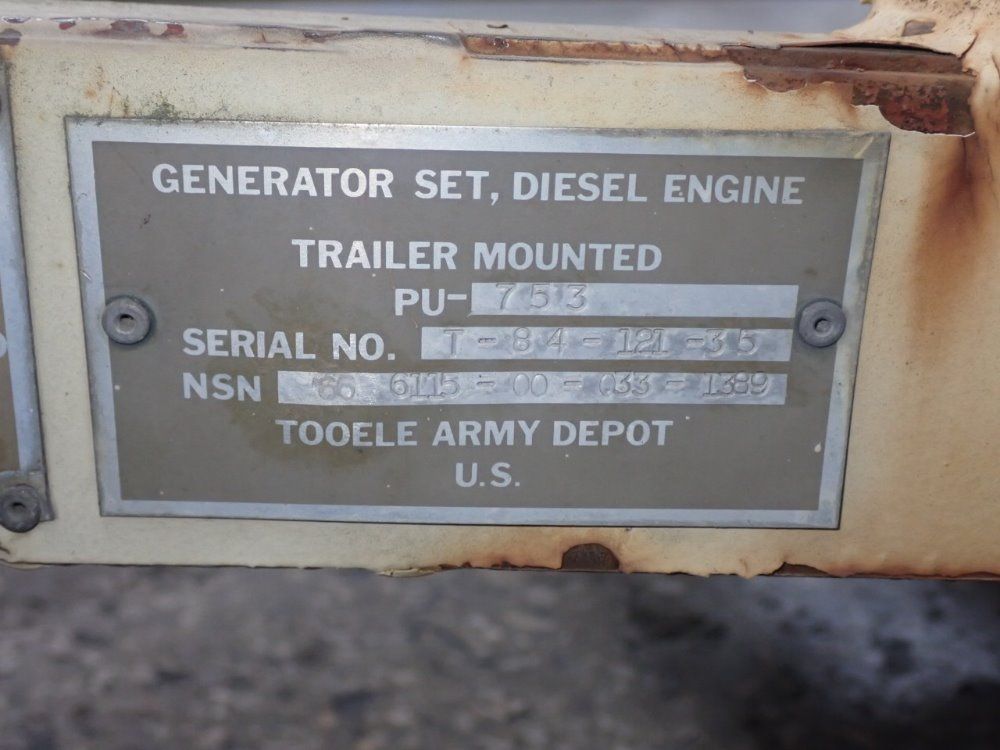 GENERATOR SET, DIESEL ENGINE
TRAILER MOUNTED
PU- 753
SERIAL NO. T-84-121-35
NSN 6115-00-033-1389
TOOELE ARMY DEPOT
U.S.